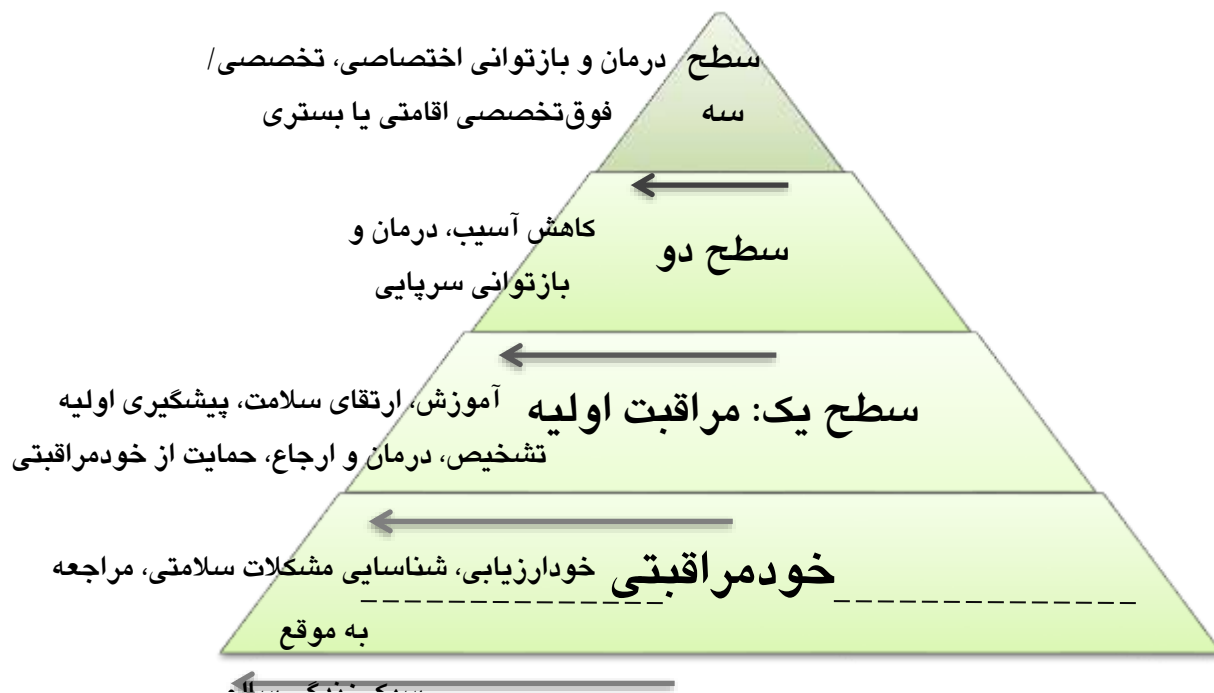 سطح
سه
درمان و بازتوانی اختصاصی، تخصصی/
فوق‌تخصصی اقامتی یا بستری
سطح دو
کاهش آسیب، درمان و
بازتوانی سرپایی
سطح یک: مراقبت اولیه
آموزش، ارتقای سلامت، پیشگیری اولیه
تشخیص، درمان و ارجاع، حمایت از خودمراقبتی
خودمراقبتی
خودارزیابی، شناسایی مشکلات سلامتی، مراجعه
به موقع